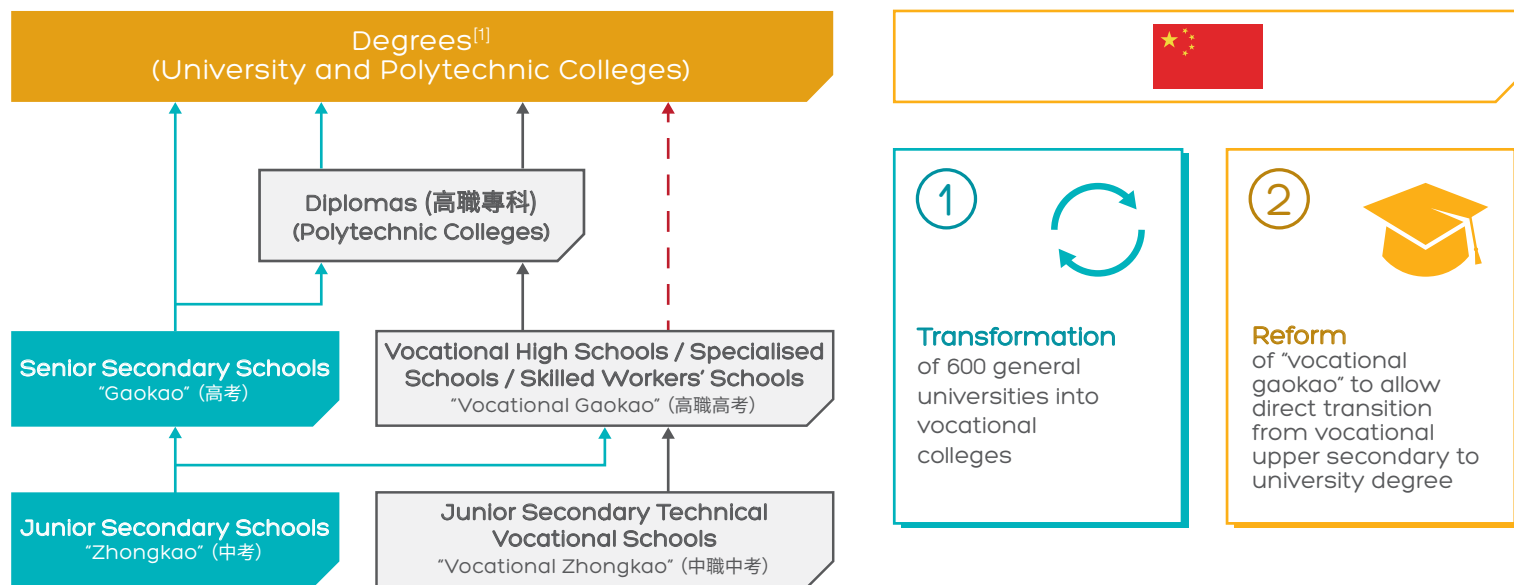 Degrees[1]
(University and Polytechnic Colleges)
Diplomas (高職專科)
(Polytechnic Colleges)
Senior Secondary Schools
"Gaokao" (高考)
Vocational High Schools / Specialised
Schools / Skilled Workers' Schools
"Vocational Gaokao" (高職高考)
Junior Secondary Schools
"Zhongkao" (中考)
Junior Secondary Technical
Vocational Schools
"Vocational Zhongkao" (中職中考)
1
Transformation
of 600 general
universities into
vocational
colleges
2
Reform
of "vocational
gaokao" to allow
direct transition
from vocational
upper secondary to
university degree